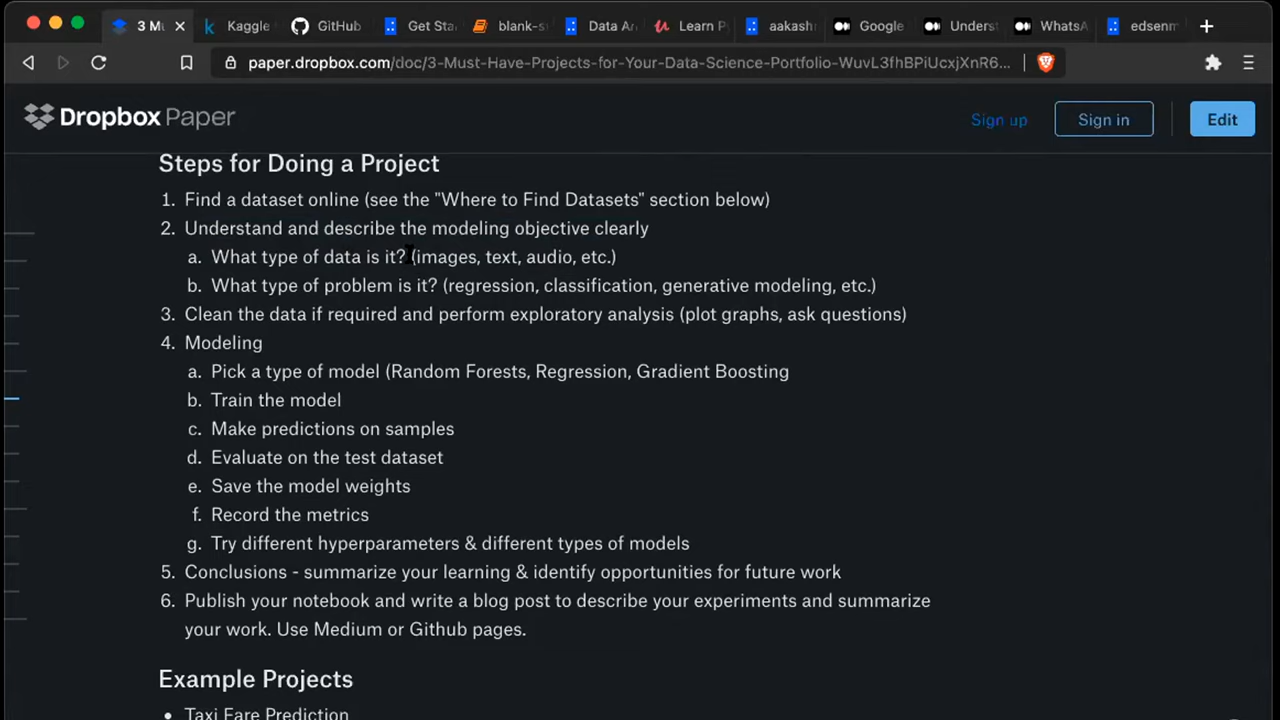 3 Mu
Kaggle
GitHub
Get Sta
blank-s
Data A
Learn P
aakash
Google
Unders
WhatsA
edsenm
paper.dropbox.com/doc/3-Must-Have-Projects-for-Your-Data-Science-Portfolio-WuvL3fhBPiUcxjXnR6...
Dropbox Paper
Sign up
Sign in
Edit
Steps for Doing a Project
1. Find a dataset online (see the "Where to Find Datasets" section below)
2. Understand and describe the modeling objective clearly
a. What type of data is it? (images, text, audio, etc.)
b. What type of problem is it? (regression, classification, generative modeling, etc.)
3. Clean the data if required and perform exploratory analysis (plot graphs, ask questions)
4. Modeling
a. Pick a type of model (Random Forests, Regression, Gradient Boosting
b. Train the model
c. Make predictions on samples
d. Evaluate on the test dataset
e. Save the model weights
f. Record the metrics
g. Try different hyperparameters & different types of models
5. Conclusions - summarize your learning & identify opportunities for future work
6. Publish your notebook and write a blog post to describe your experiments and summarize
your work. Use Medium or Github pages.
Example Projects
• Taxi Fare Prediction